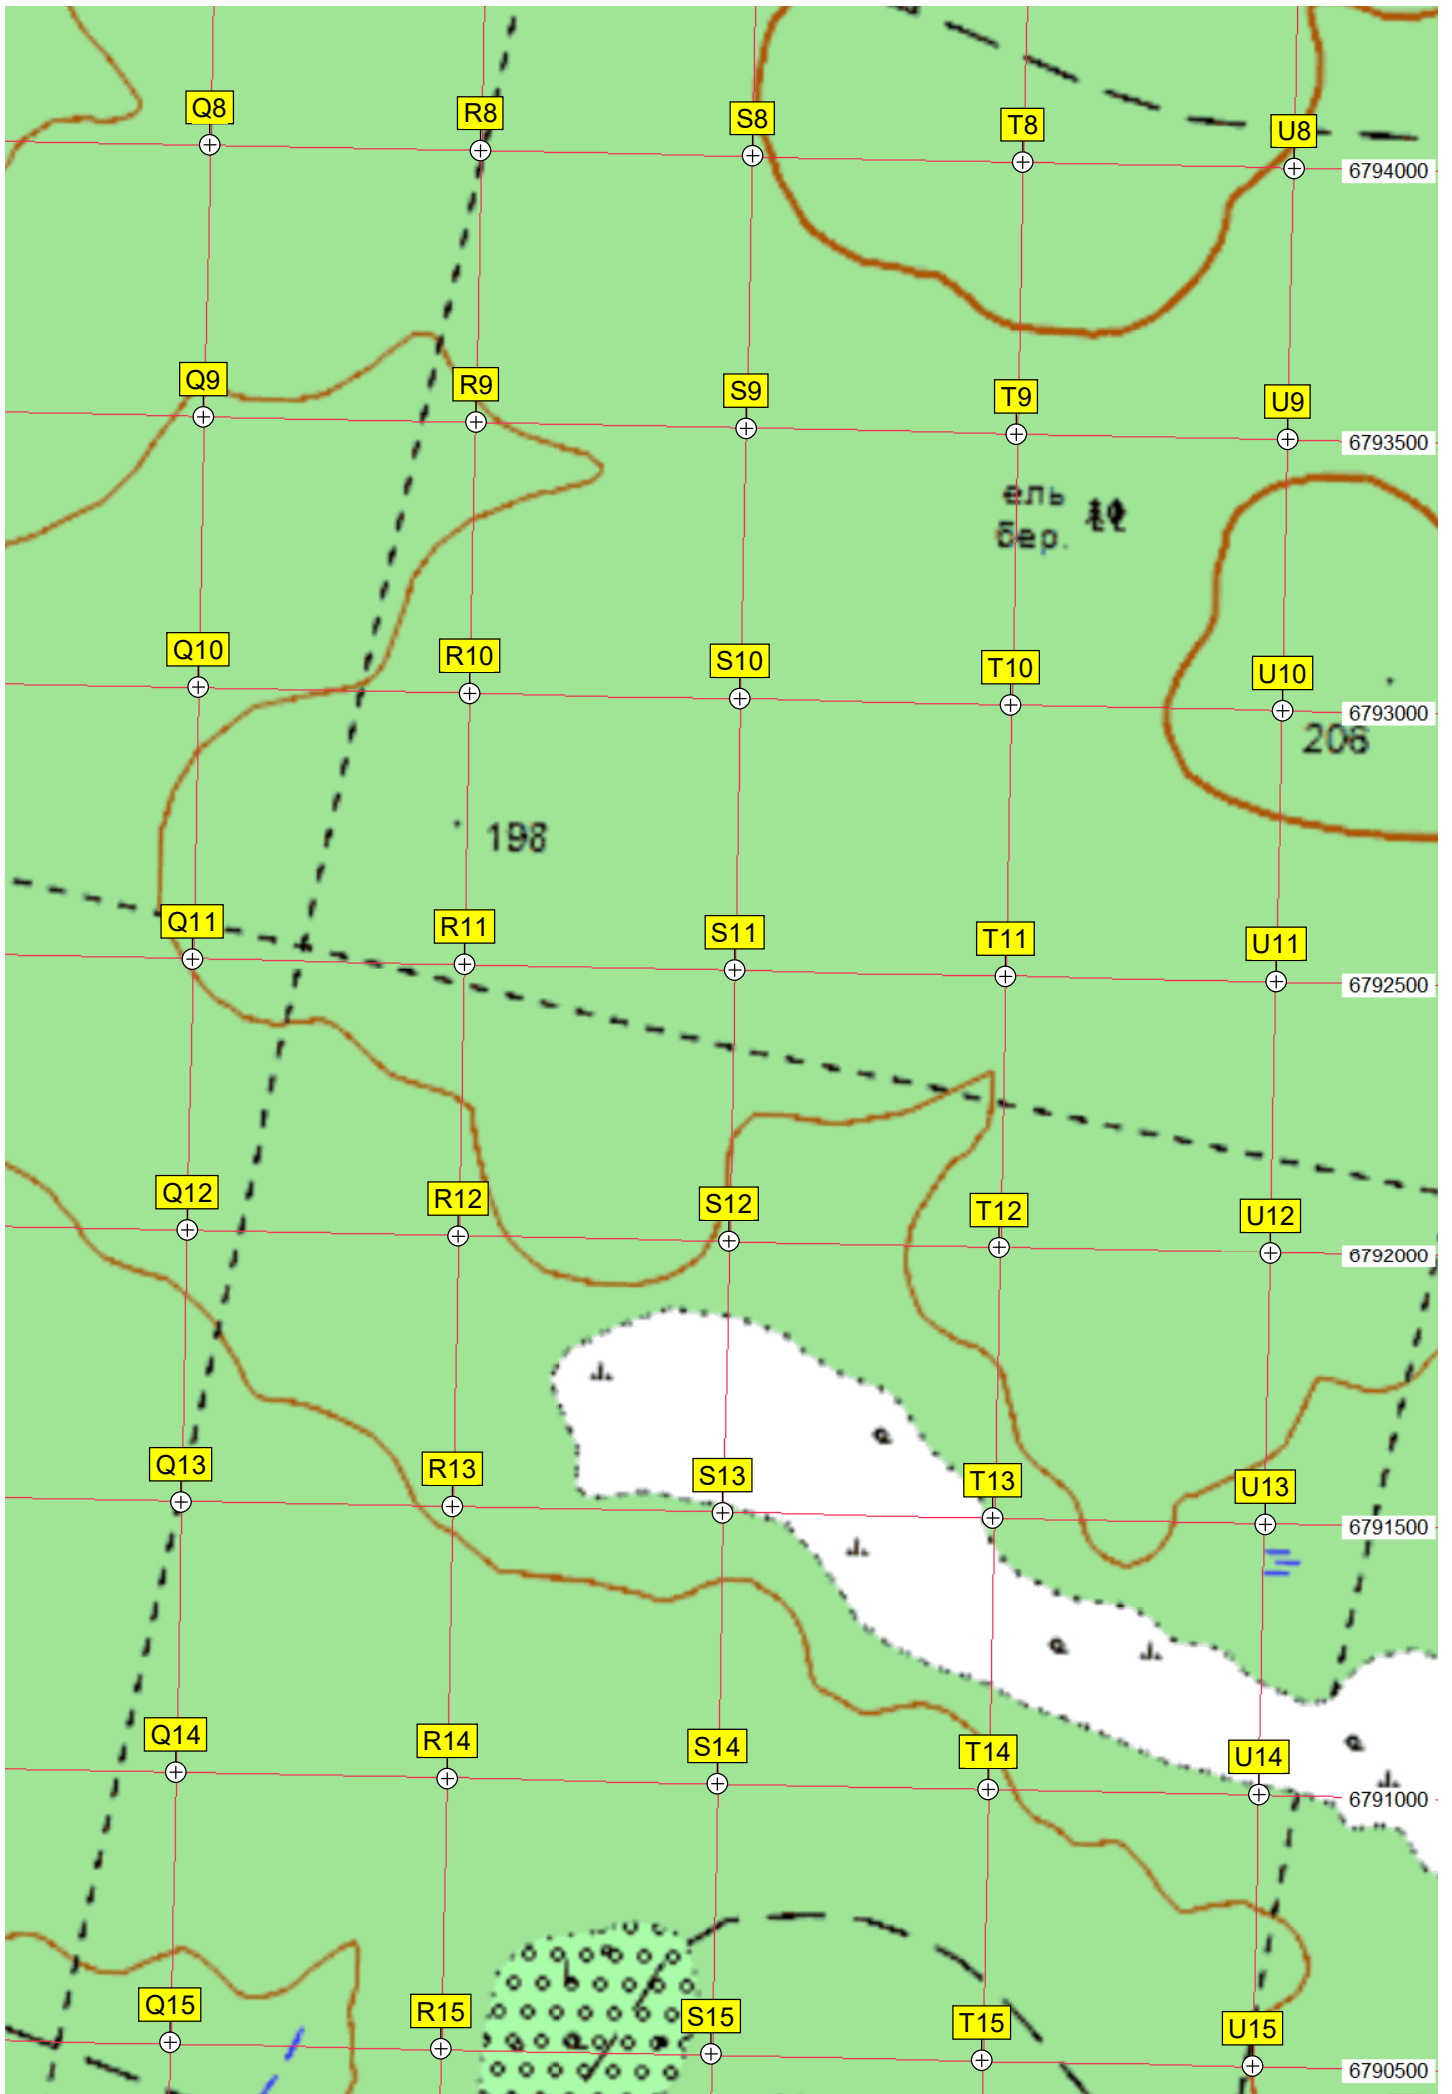 Q8 R8 S8 T8 U8
6794000
Q9 R9 S9 T9 U9
6793500
ель
бер.
Q10 R10 S10 T10 U10
6793000
206
198
Q11 R11 S11 T11 U11
6792500
Q12 R12 S12 T12 U12
6792000
Q13 R13 S13 T13 U13
6791500
Q14 R14 S14 T14 U14
6791000
Q15 R15 S15 T15 U15
6790500